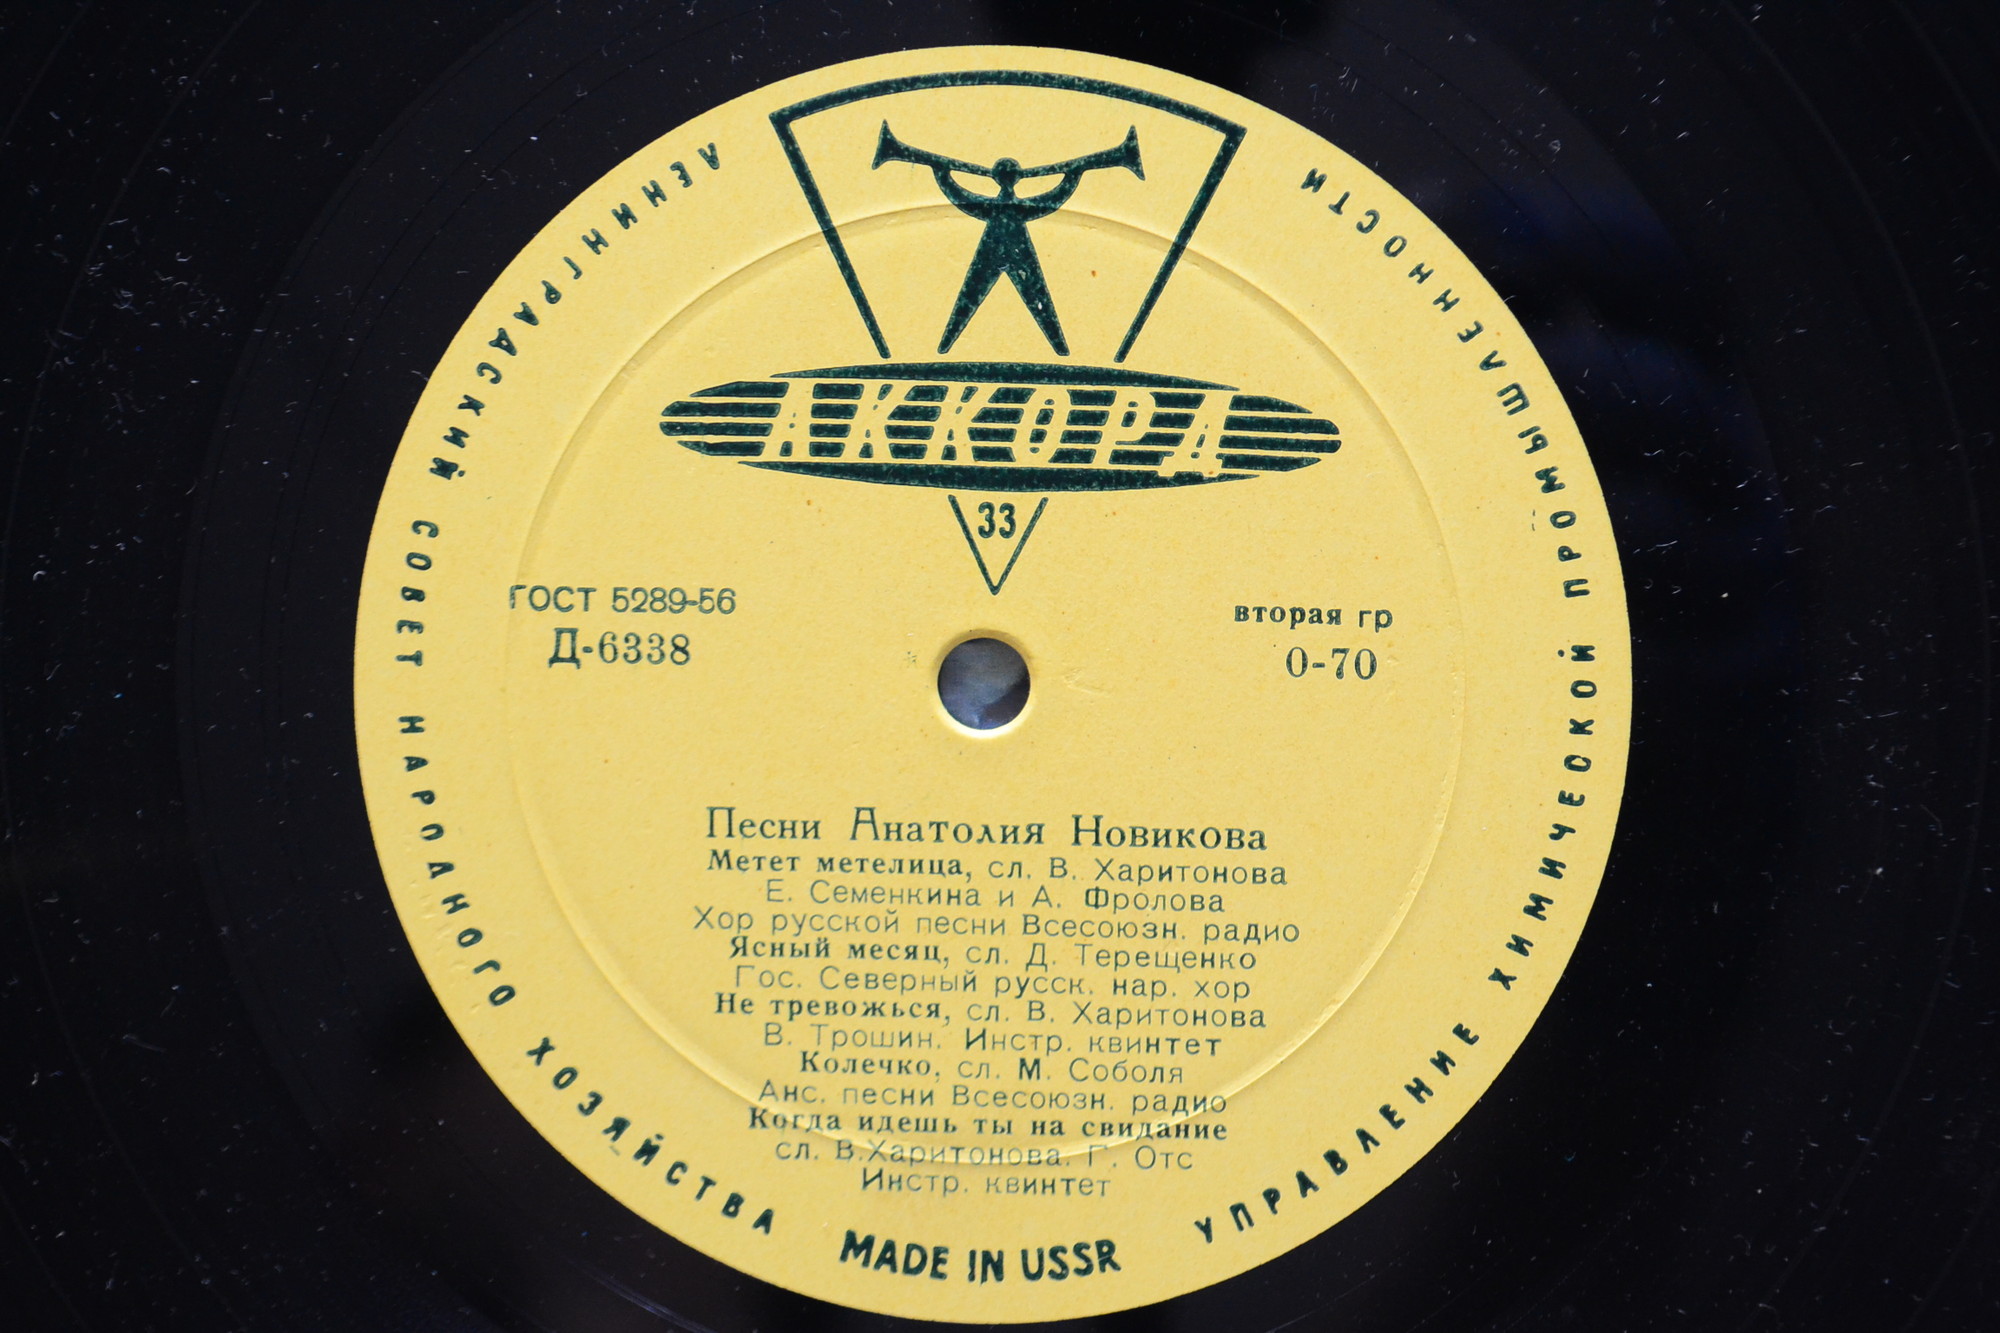 АККОРД
33
ГОСТ 5289-56
Д-6338
вторая гр
0-70
Песни Анатолия Новикова
Метет метелица, сл. В. Харитонова
Е. Семенкина и А. Фролова
Хор русской песни Всесоюзн. радио
Ясный месяц, сл. Д. Терещенко
Гос. Северный русск. нар. хор
Не тревожься, сл. В. Харитонова
В. Трошин. Инстр. квинтет
Колечко, сл. М. Соболя
Анс. песни Всесоюзн. радио
Когда идешь ты на свидание
сл. В.Харитонова. Г. Отс
Инстр. квинтет
ЛЕНИНГРАДСКИЙ СОВЕТ НАРОДНОГО ХОЗЯЙСТВА
MADE IN USSR
УПРАВЛЕНИЕ ХИМИЧЕСКОЙ ПРОМЫШЛЕННОСТИ